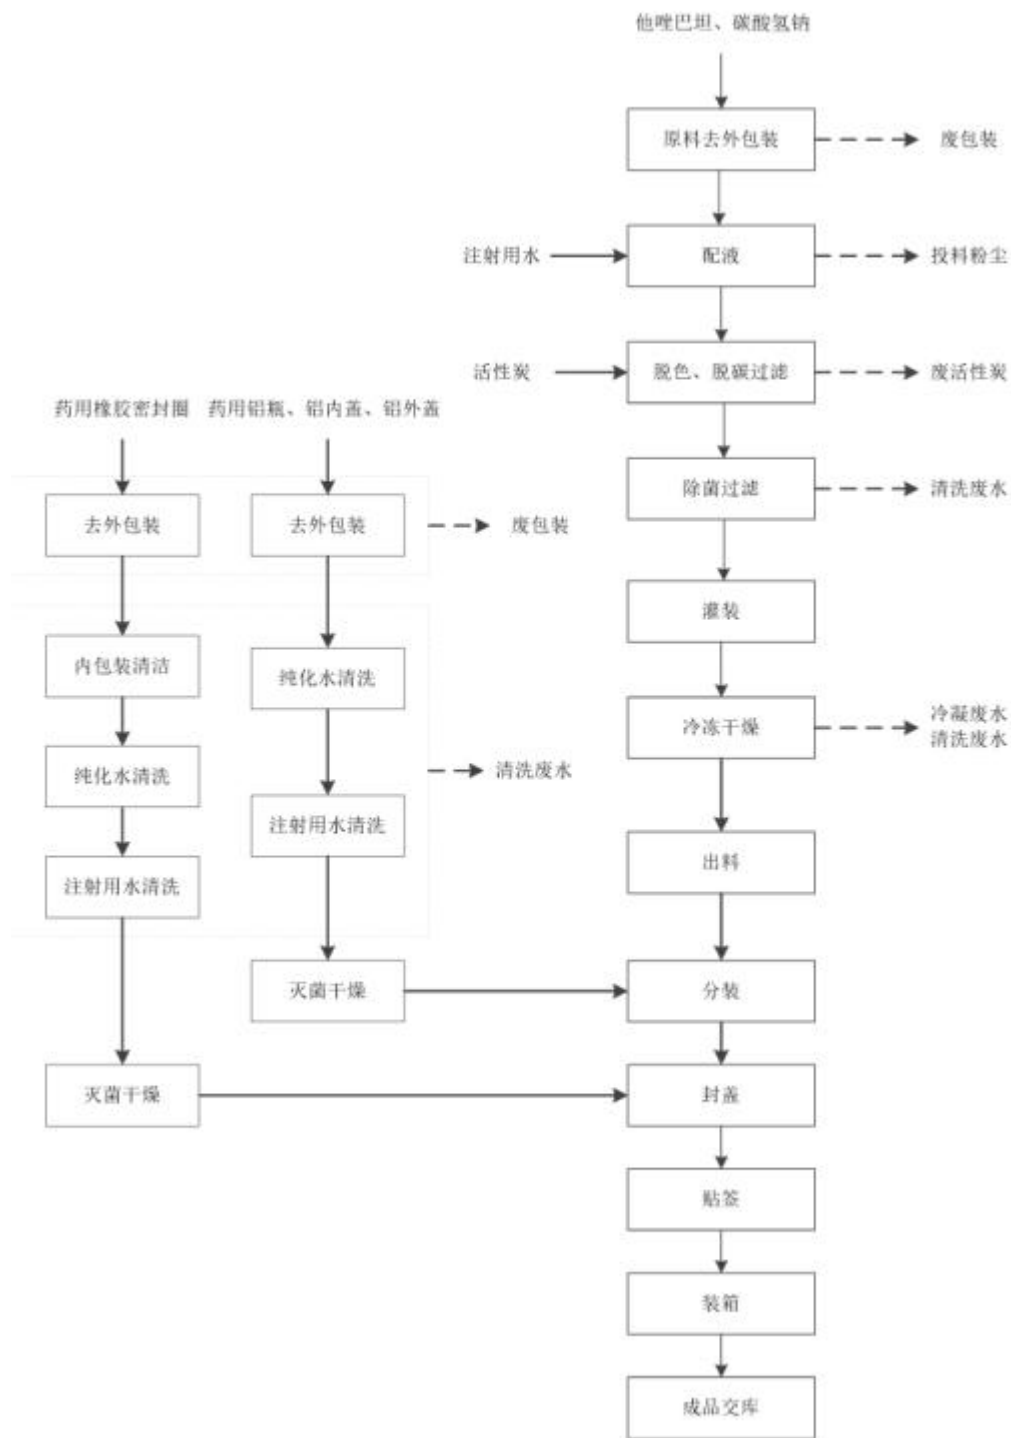 他唑巴坦、碳酸氢钠
原料去外包装
废包装
注射用水
配液
投料粉尘
活性炭
脱色、脱碳过滤
废活性炭
药用橡胶密封圈
药用铝瓶、铝内盖、铝外盖
除菌过滤
清洗废水
去外包装
去外包装
废包装
灌装
内包装清洁
纯化水清洗
冷冻干燥
冷凝废水
清洗废水
纯化水清洗
清洗废水
注射用水清洗
出料
注射用水清洗
灭菌干燥
分装
灭菌干燥
封盖
贴签
装箱
成品交库